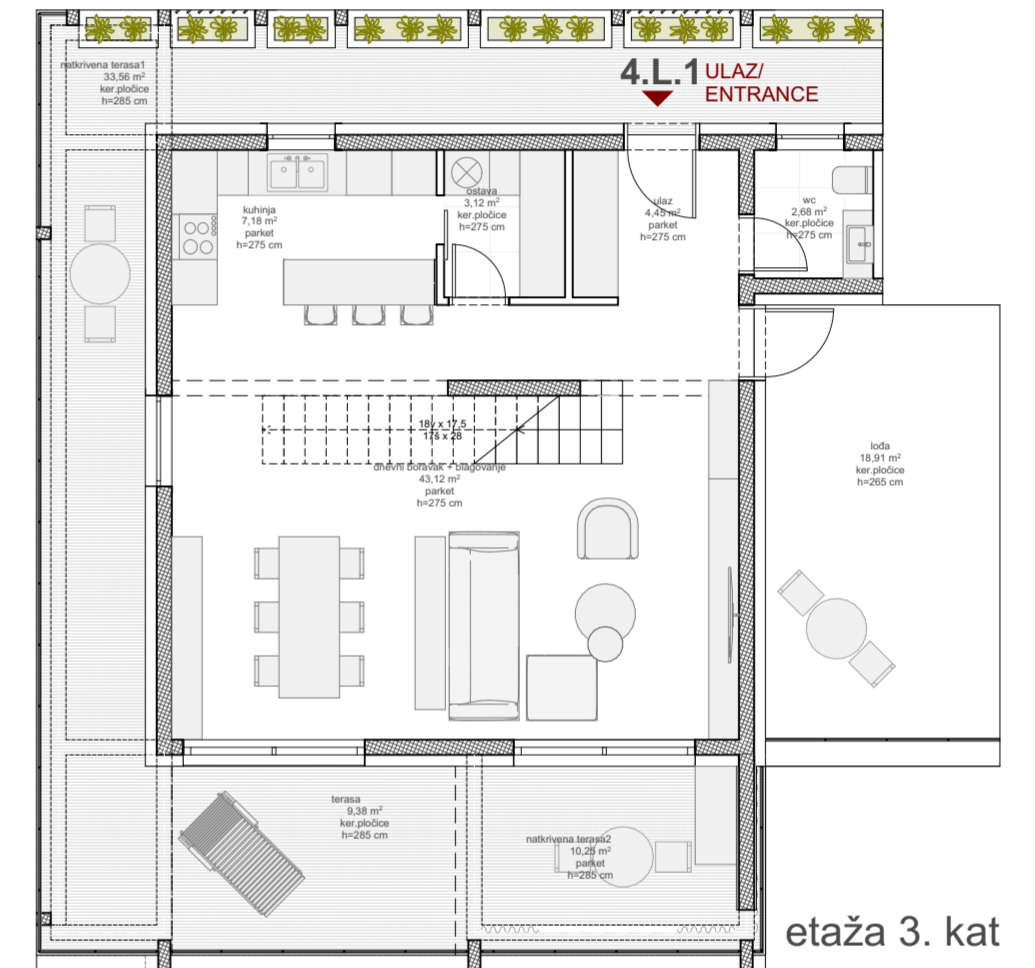 natkrivena terasa1
33,56 m²
ker.pločice
h=285 cm
4.L.1
ULAZ/
ENTRANCE
kuhinja
7,18 m²
parket
h=275 cm
ostava
3,12 m²
ker.pločice
h=275 cm
ulaz
4,45 m²
parket
h=275 cm
wc
2,68 m²
ker.pločice
h=275 cm
18v x 17,5
17š x 28
dnevni boravak + blagovanje
43,12 m²
parket
h=275 cm
lođa
18,91 m²
ker.pločice
h=265 cm
terasa
9,38 m²
ker.pločice
h=285 cm
natkrivena terasa2
10,25 m²
parket
h=285 cm
etaža 3. kat